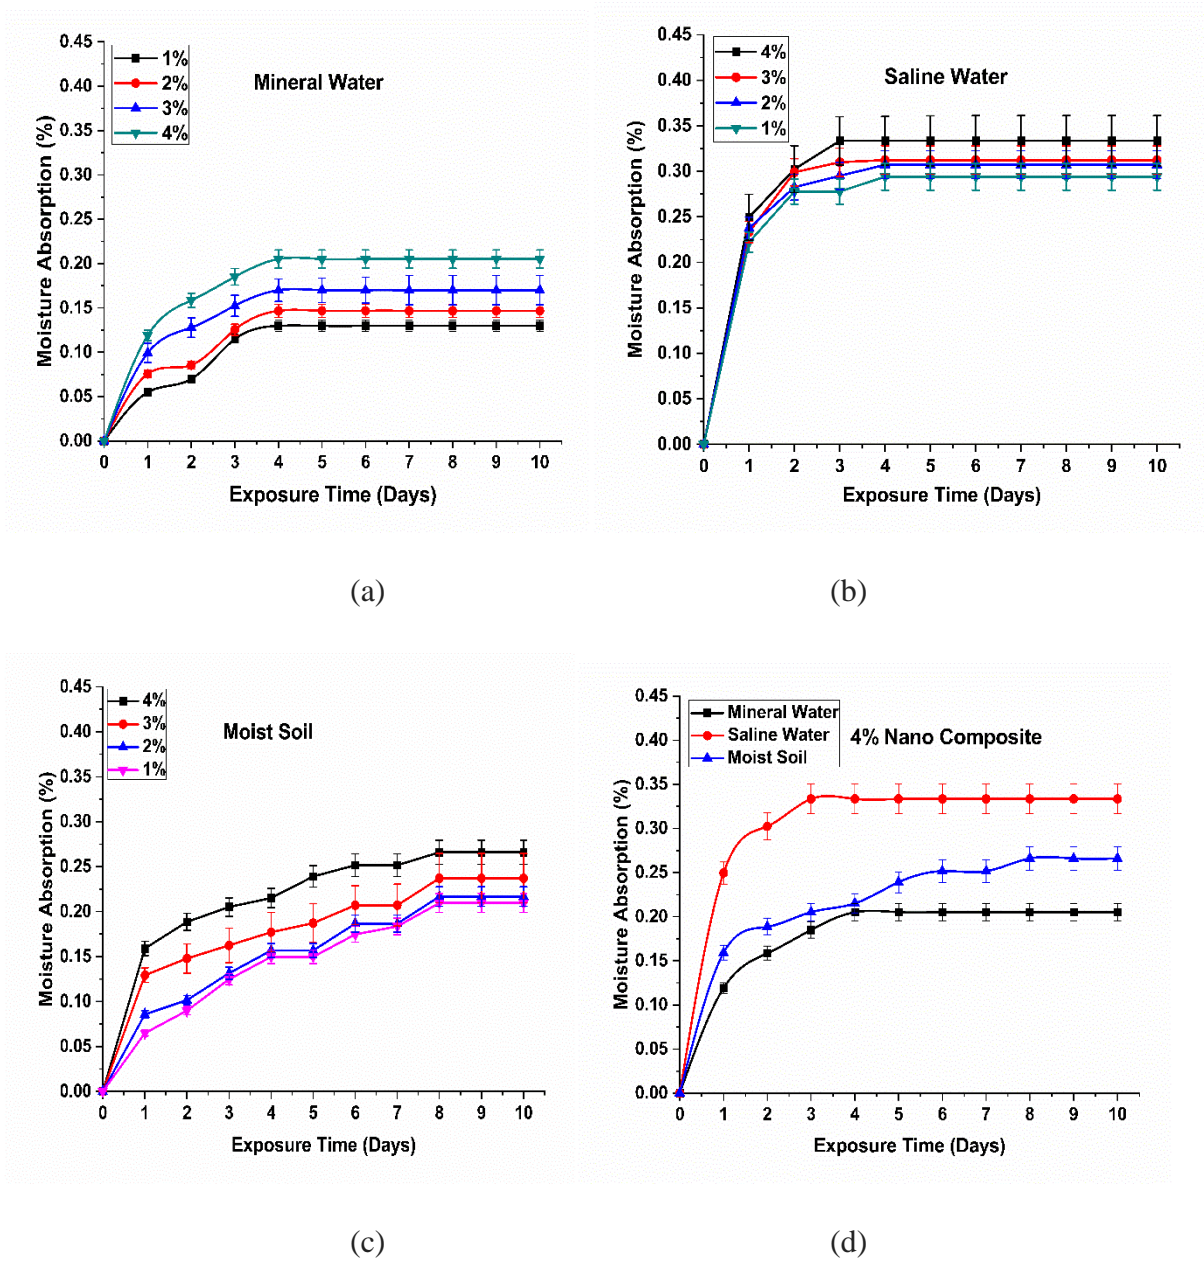 0.45
0.40
0.35
0.30
0.25
0.20
0.15
0.10
0.05
0.00
Moisture Absorption (%)
1%
2%
3%
4%
Mineral Water
0 1 2 3 4 5 6 7 8 9 10
Exposure Time (Days)
(a)
0.45
0.40
0.35
0.30
0.25
0.20
0.15
0.10
0.05
0.00
Moisture Absorption (%)
4%
3%
2%
1%
Saline Water
0 1 2 3 4 5 6 7 8 9 10
Exposure Time (Days)
(b)
0.45
0.40
0.35
0.30
0.25
0.20
0.15
0.10
0.05
0.00
Moisture Absorption (%)
4%
3%
2%
1%
Moist Soil
0 1 2 3 4 5 6 7 8 9 10
Exposure Time (Days)
(c)
0.45
0.40
0.35
0.30
0.25
0.20
0.15
0.10
0.05
0.00
Moisture Absorption (%)
Mineral Water
Saline Water
Moist Soil
4% Nano Composite
0 1 2 3 4 5 6 7 8 9 10
Exposure Time (Days)
(d)